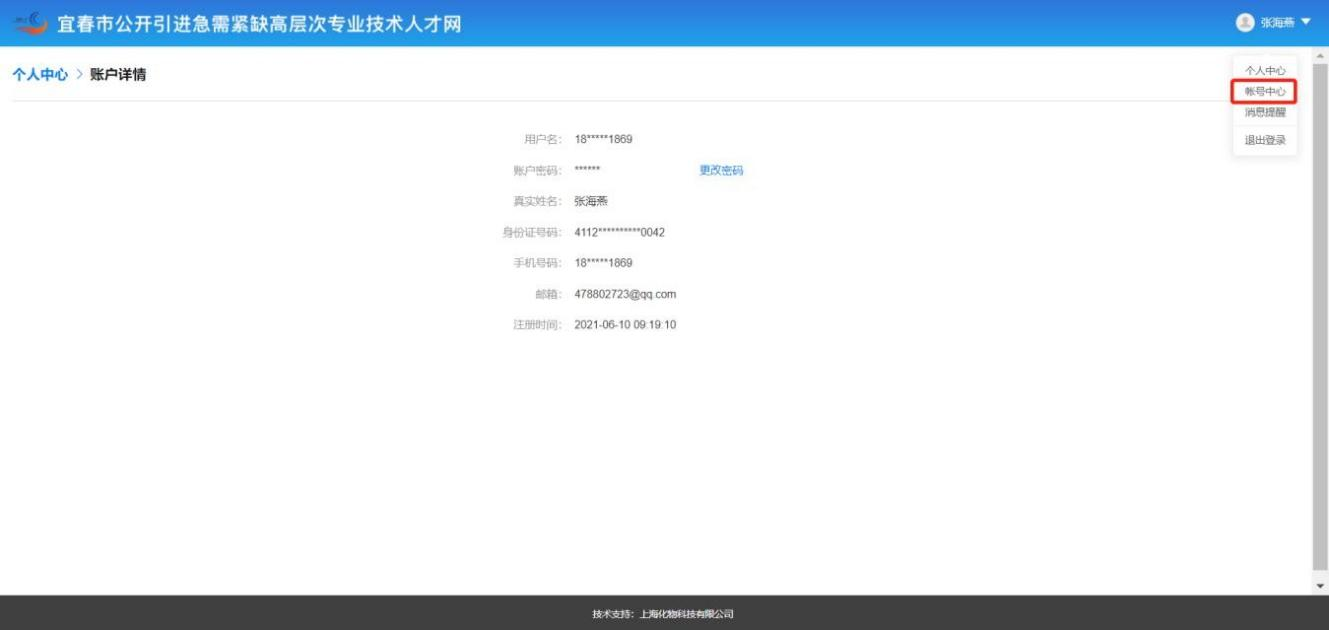 宜春市公开引进急需紧缺高层次专业技术人才网
张海燕
个人中心 > 账户详情
个人中心
帐号中心
消息提醒
退出登录
用户名： 18*****1869
账户密码： ****** 更改密码
真实姓名： 张海燕
身份证号码： 4112**********0042
手机号码： 18*****1869
邮箱： 478802723@qq.com
注册时间： 2021-06-10 09:19:10
技术支持：上海化物科技有限公司